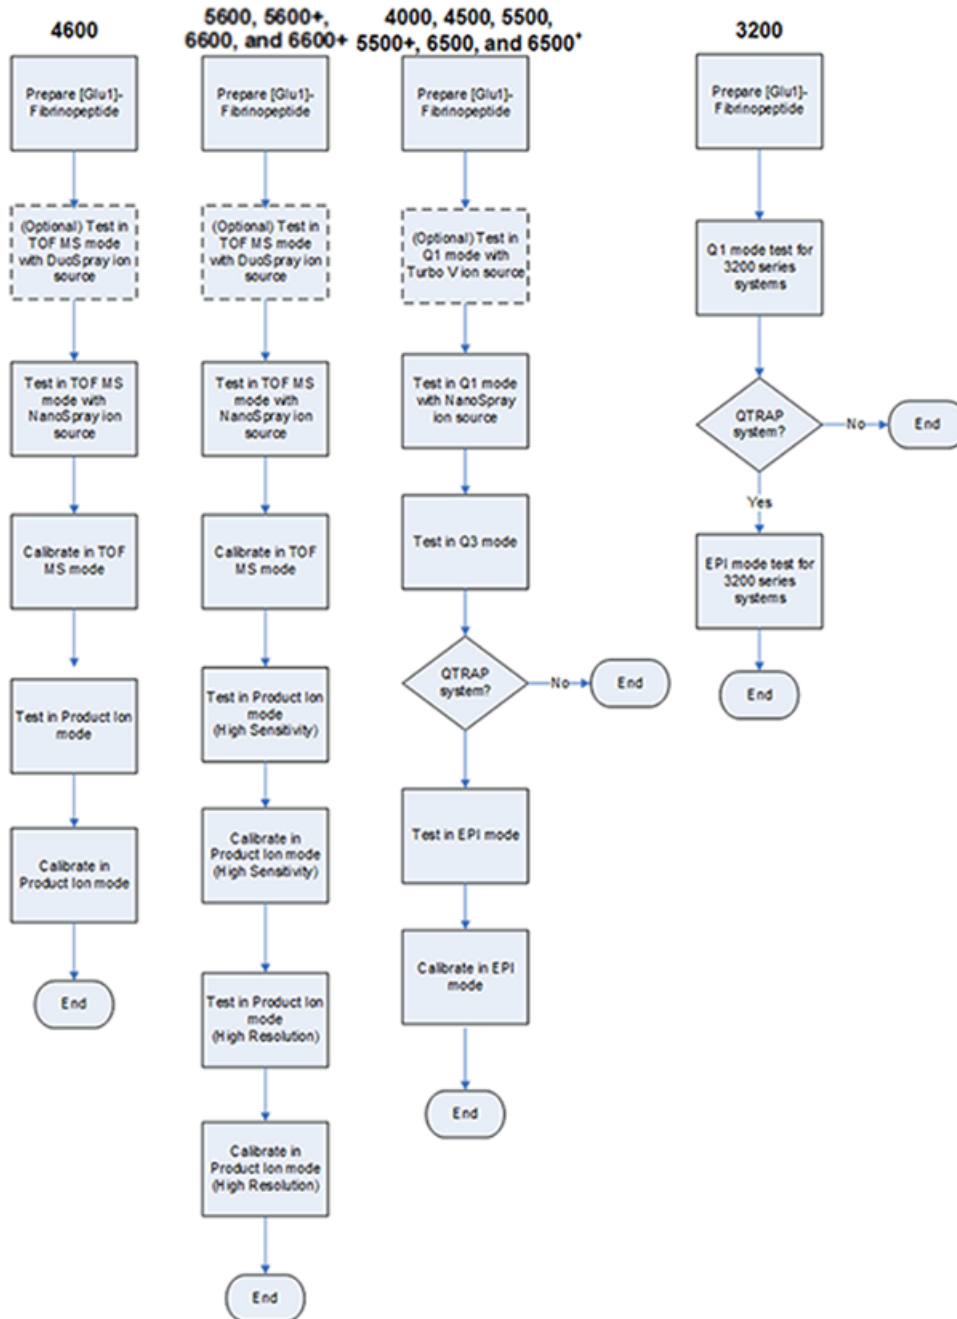 4600
Prepare [Glu1]-
Fibrinopeptide
(Optional) Test in
TOF MS mode
with DuoSpray ion
source
Test in TOF MS
mode with
NanoSpray ion
source
Calibrate in TOF
MS mode
Test in Product Ion
mode
Calibrate in
Product Ion mode
End
5600, 5600+,
6600, and 6600+
Prepare [Glu1]-
Fibrinopeptide
(Optional) Test in
TOF MS mode
with DuoSpray ion
source
Test in TOF MS
mode with
NanoSpray ion
source
Calibrate in TOF
MS mode
Test in Product Ion
mode
(High Sensitivity)
Calibrate in
Product Ion mode
(High Sensitivity)
Test in Product Ion
mode
(High Resolution)
Calibrate in
Product Ion mode
(High Resolution)
End
4000, 4500, 5500,
5500+, 6500, and 6500*
Prepare [Glu1]-
Fibrinopeptide
(Optional) Test in
Q1 mode with
Turbo V ion source
Test in Q1 mode
with NanoSpray
ion source
Test in Q3 mode
QTRAP
system?
No
End
Test in EPI mode
Calibrate in EPI
mode
End
3200
Prepare [Glu1]-
Fibrinopeptide
Q1 mode test for
3200 series
systems
QTRAP
system?
No
End
Yes
EPI mode test for
3200 series
systems
End